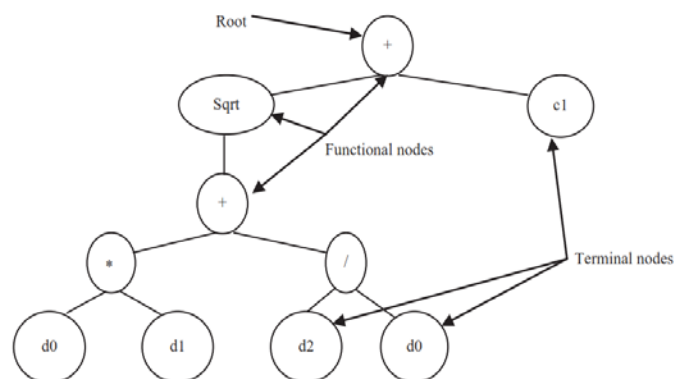 Root
+
Sqrt
c1
Functional nodes
+
*
/
Terminal nodes
d0
d1
d2
d0